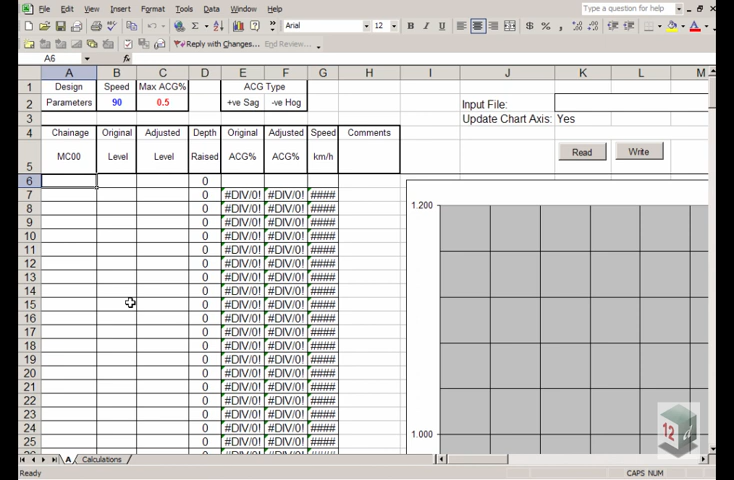 File Edit View Insert Format Tools Data Window Help Type a question for help
Arial 12 B I U $ %
Reply with Changes... End Review...
A6 fx
A B C D E F G H I J K L M
1 Design Speed Max ACG% ACG Type
2 Parameters 90 0.5 +ve Sag -ve Hog Input File:
3 Update Chart Axis: Yes
4 Chainage Original Adjusted Depth Original Adjusted Speed Comments
5 MC00 Level Level Raised ACG% ACG% km/h Read Write
6 0
7 0 #DIV/0! #DIV/0! ####
8 0 #DIV/0! #DIV/0! #### 1.200
9 0 #DIV/0! #DIV/0! ####
10 0 #DIV/0! #DIV/0! ####
11 0 #DIV/0! #DIV/0! ####
12 0 #DIV/0! #DIV/0! ####
13 0 #DIV/0! #DIV/0! ####
14 0 #DIV/0! #DIV/0! ####
15 0 #DIV/0! #DIV/0! ####
16 0 #DIV/0! #DIV/0! ####
17 0 #DIV/0! #DIV/0! ####
18 0 #DIV/0! #DIV/0! ####
19 0 #DIV/0! #DIV/0! ####
20 0 #DIV/0! #DIV/0! ####
21 0 #DIV/0! #DIV/0! ####
22 0 #DIV/0! #DIV/0! ####
23 0 #DIV/0! #DIV/0! ####
24 0 #DIV/0! #DIV/0! #### 1.000
25 0 #DIV/0! #DIV/0! ####
12 d
A Calculations
Ready CAPS NUM